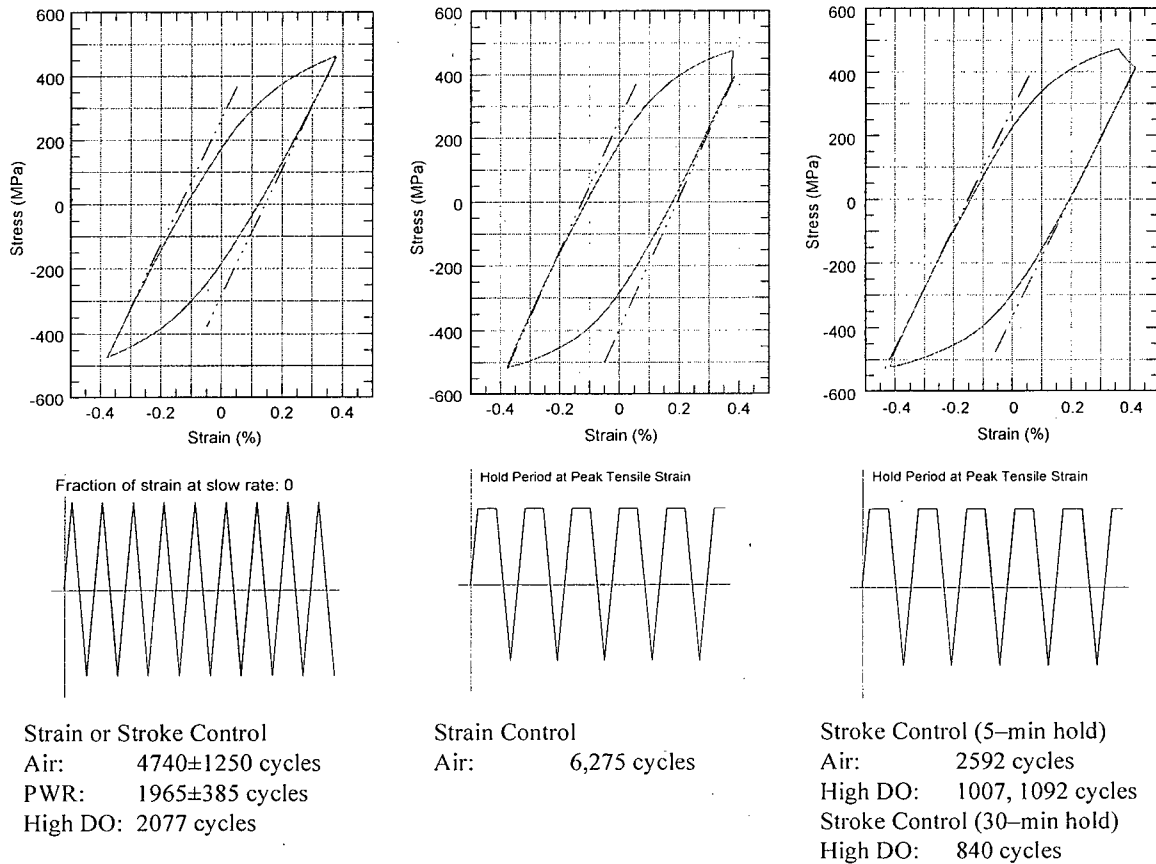 600
400
200
0
-200
-400
-600
Stress (MPa)
-0.4 -0.2 0 0.2 0.4
Strain (%)
600
400
200
0
-200
-400
-600
Stress (MPa)
-0.4 -0.2 0 0.2 0.4
Strain (%)
600
400
200
0
-200
-400
-600
Stress (MPa)
-0.4 -0.2 0 0.2 0.4
Strain (%)
Fraction of strain at slow rate: 0
Hold Period at Peak Tensile Strain
Hold Period at Peak Tensile Strain
Strain or Stroke Control
Air: 4740±1250 cycles
PWR: 1965±385 cycles
High DO: 2077 cycles
Strain Control
Air: 6,275 cycles
Stroke Control (5–min hold)
Air: 2592 cycles
High DO: 1007, 1092 cycles
Stroke Control (30–min hold)
High DO: 840 cycles